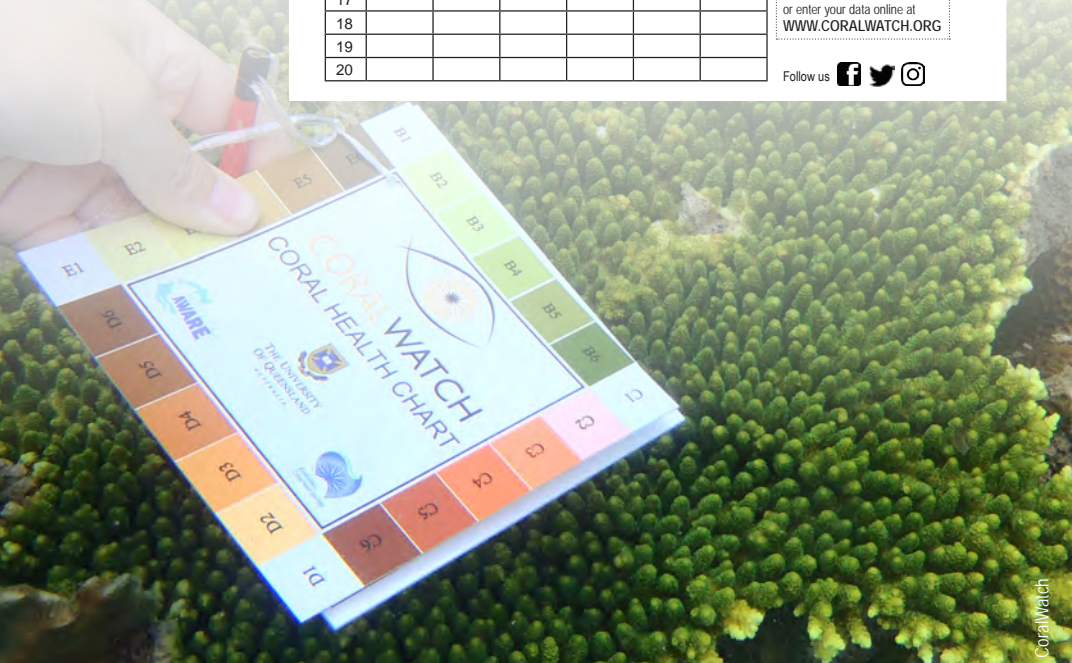 17
18
19
20
or enter your data online at
WWW.CORALWATCH.ORG
Follow us
B1
B2
B3
B4
B5
B6
C1
C2
C3
C4
C5
C6
D1
D2
D3
D4
D5
D6
E1
E2
E5
E6
CORALWATCH
CORAL HEALTH CHART
AWARE
THE UNIVERSITY
OF QUEENSLAND
AUSTRALIA
CoralWatch